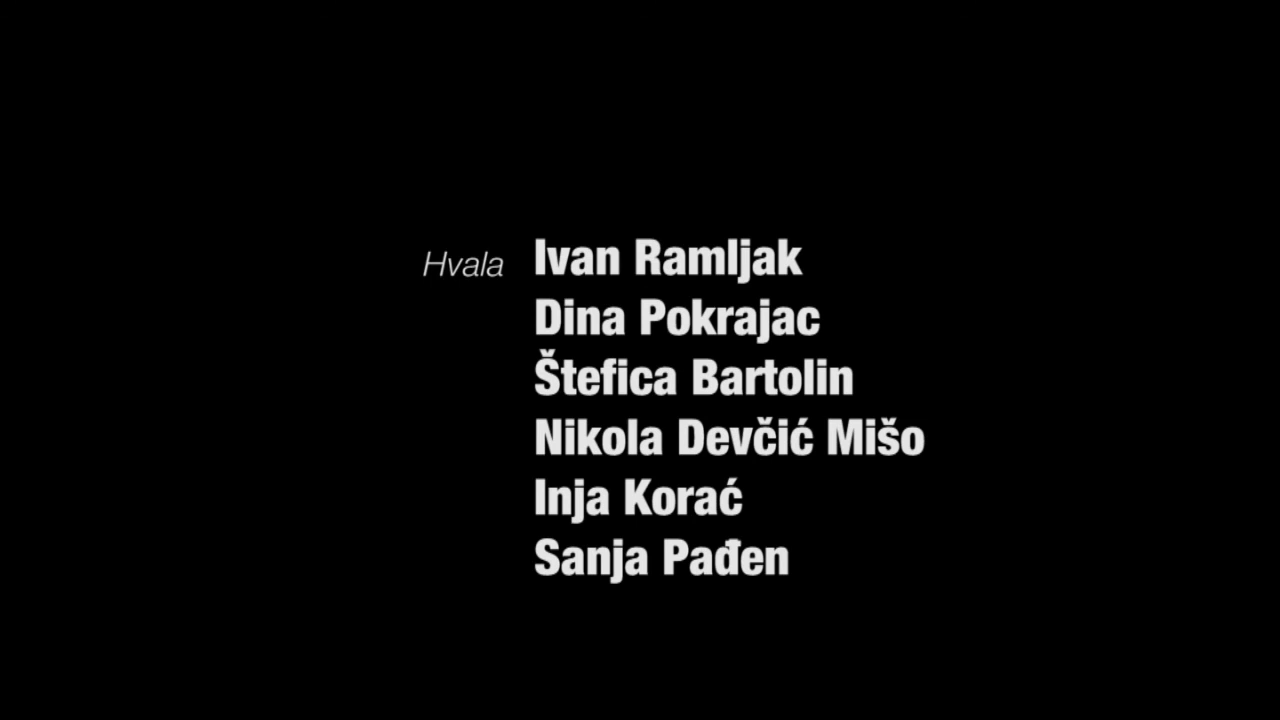 Hvala Ivan Ramljak
Dina Pokrajac
Štefica Bartolin
Nikola Devčić Mišo
Inja Korać
Sanja Pađen